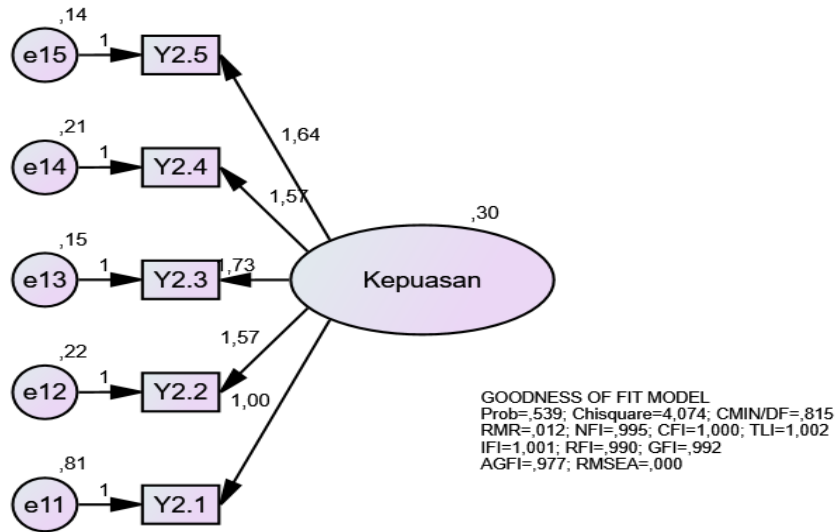 ,14
e15
1
Y2.5
1,64
,21
e14
1
Y2.4
1,57
,30
,15
e13
1
Y2.3
1,73
Kepuasan
,22
e12
1
Y2.2
1,57
1,00
,81
e11
1
Y2.1
GOODNESS OF FIT MODEL
Prob=,539; Chisquare=4,074; CMIN/DF=,815
RMR=,012; NFI=,995; CFI=1,000; TLI=1,002
IFI=1,001; RFI=,990; GFI=,992
AGFI=,977; RMSEA=,000